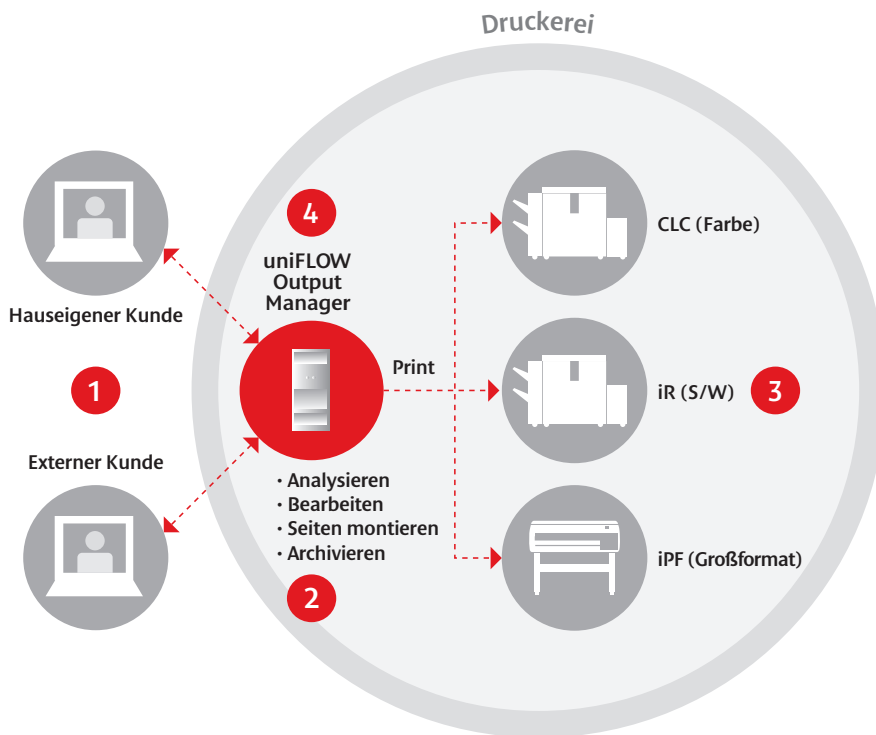 Druckerei
Hauseigener Kunde
1
Externer Kunde
4
uniFLOW
Output
Manager
Print
· Analysieren
· Bearbeiten
· Seiten montieren
· Archivieren
2
CLC (Farbe)
iR (S/W)
3
iPF (Großformat)